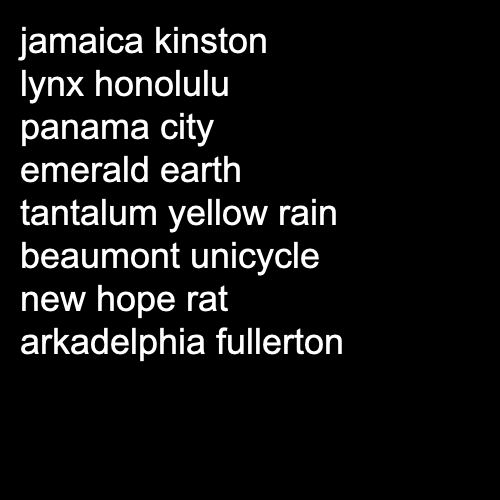 jamaica kinston
lynx honolulu
panama city
emerald earth
tantalum yellow rain
beaumont unicycle
new hope rat
arkadelphia fullerton